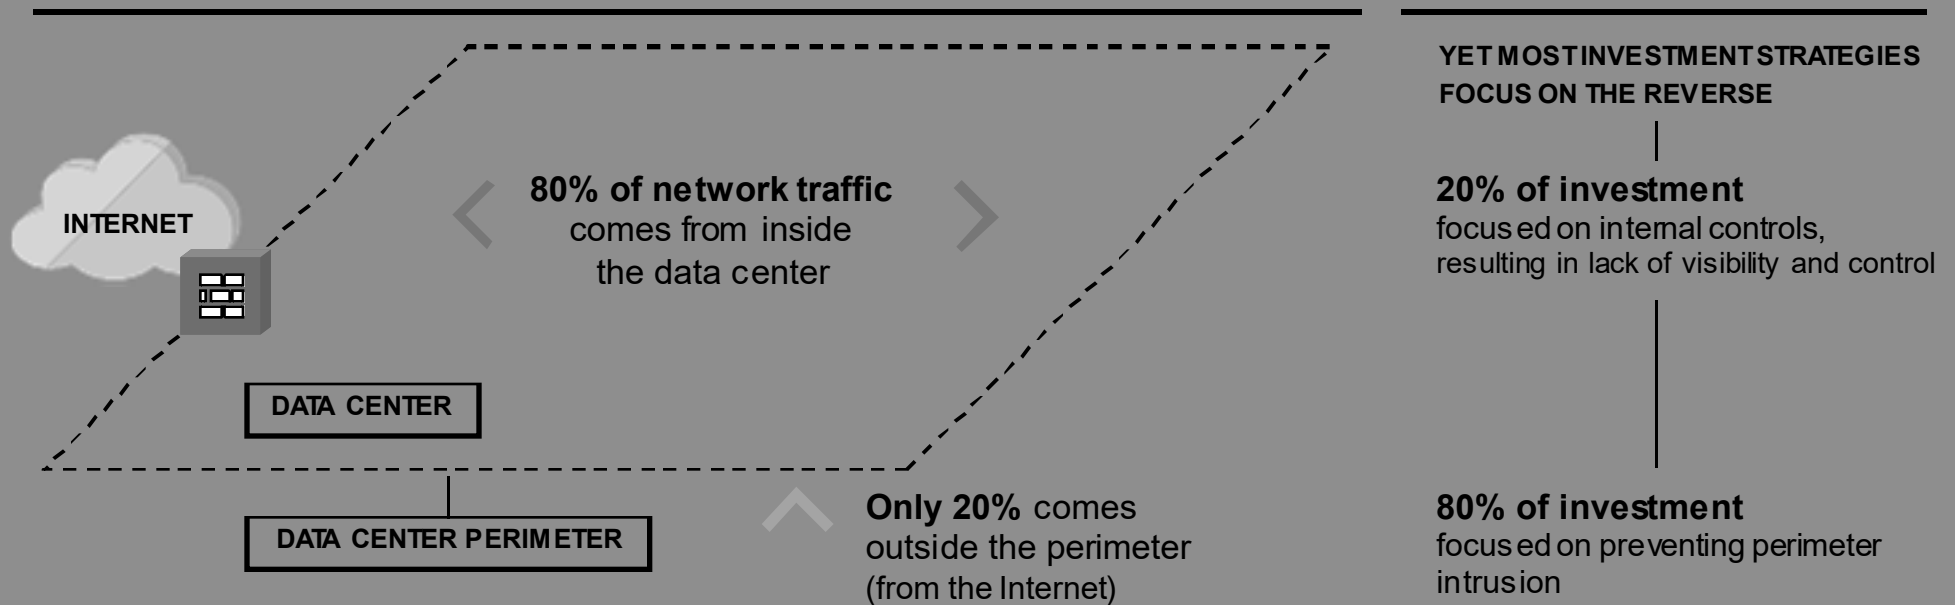 INTERNET
80% of network traffic
comes from inside
the data center
DATA CENTER
DATA CENTER PERIMETER
Only 20% comes
outside the perimeter
(from the Internet)
YET MOST INVESTMENT STRATEGIES
FOCUS ON THE REVERSE
20% of investment
focused on internal controls,
resulting in lack of visibility and control
80% of investment
focused on preventing perimeter
intrusion